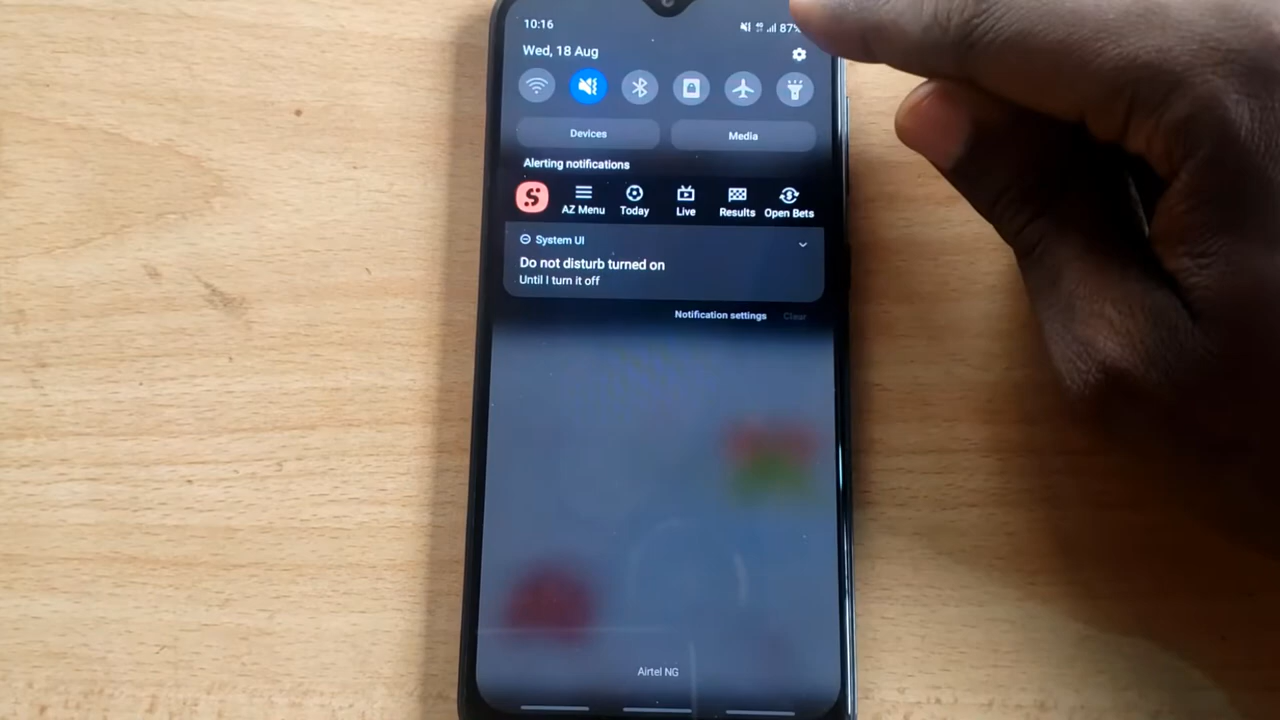 10:16
4G 87%
Wed, 18 Aug
Devices Media
Alerting notifications
S AZ Menu Today Live Results Open Bets
System UI
Do not disturb turned on
Until I turn it off
Notification settings Clear
Airtel NG